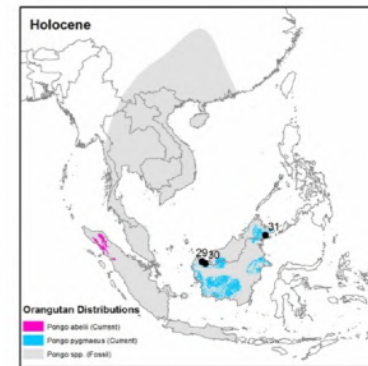 Holocene
31
29 30
Orangutan Distributions
Pongo abelii (Current)
Pongo pygmaeus (Current)
Pongo spp. (Fossil)